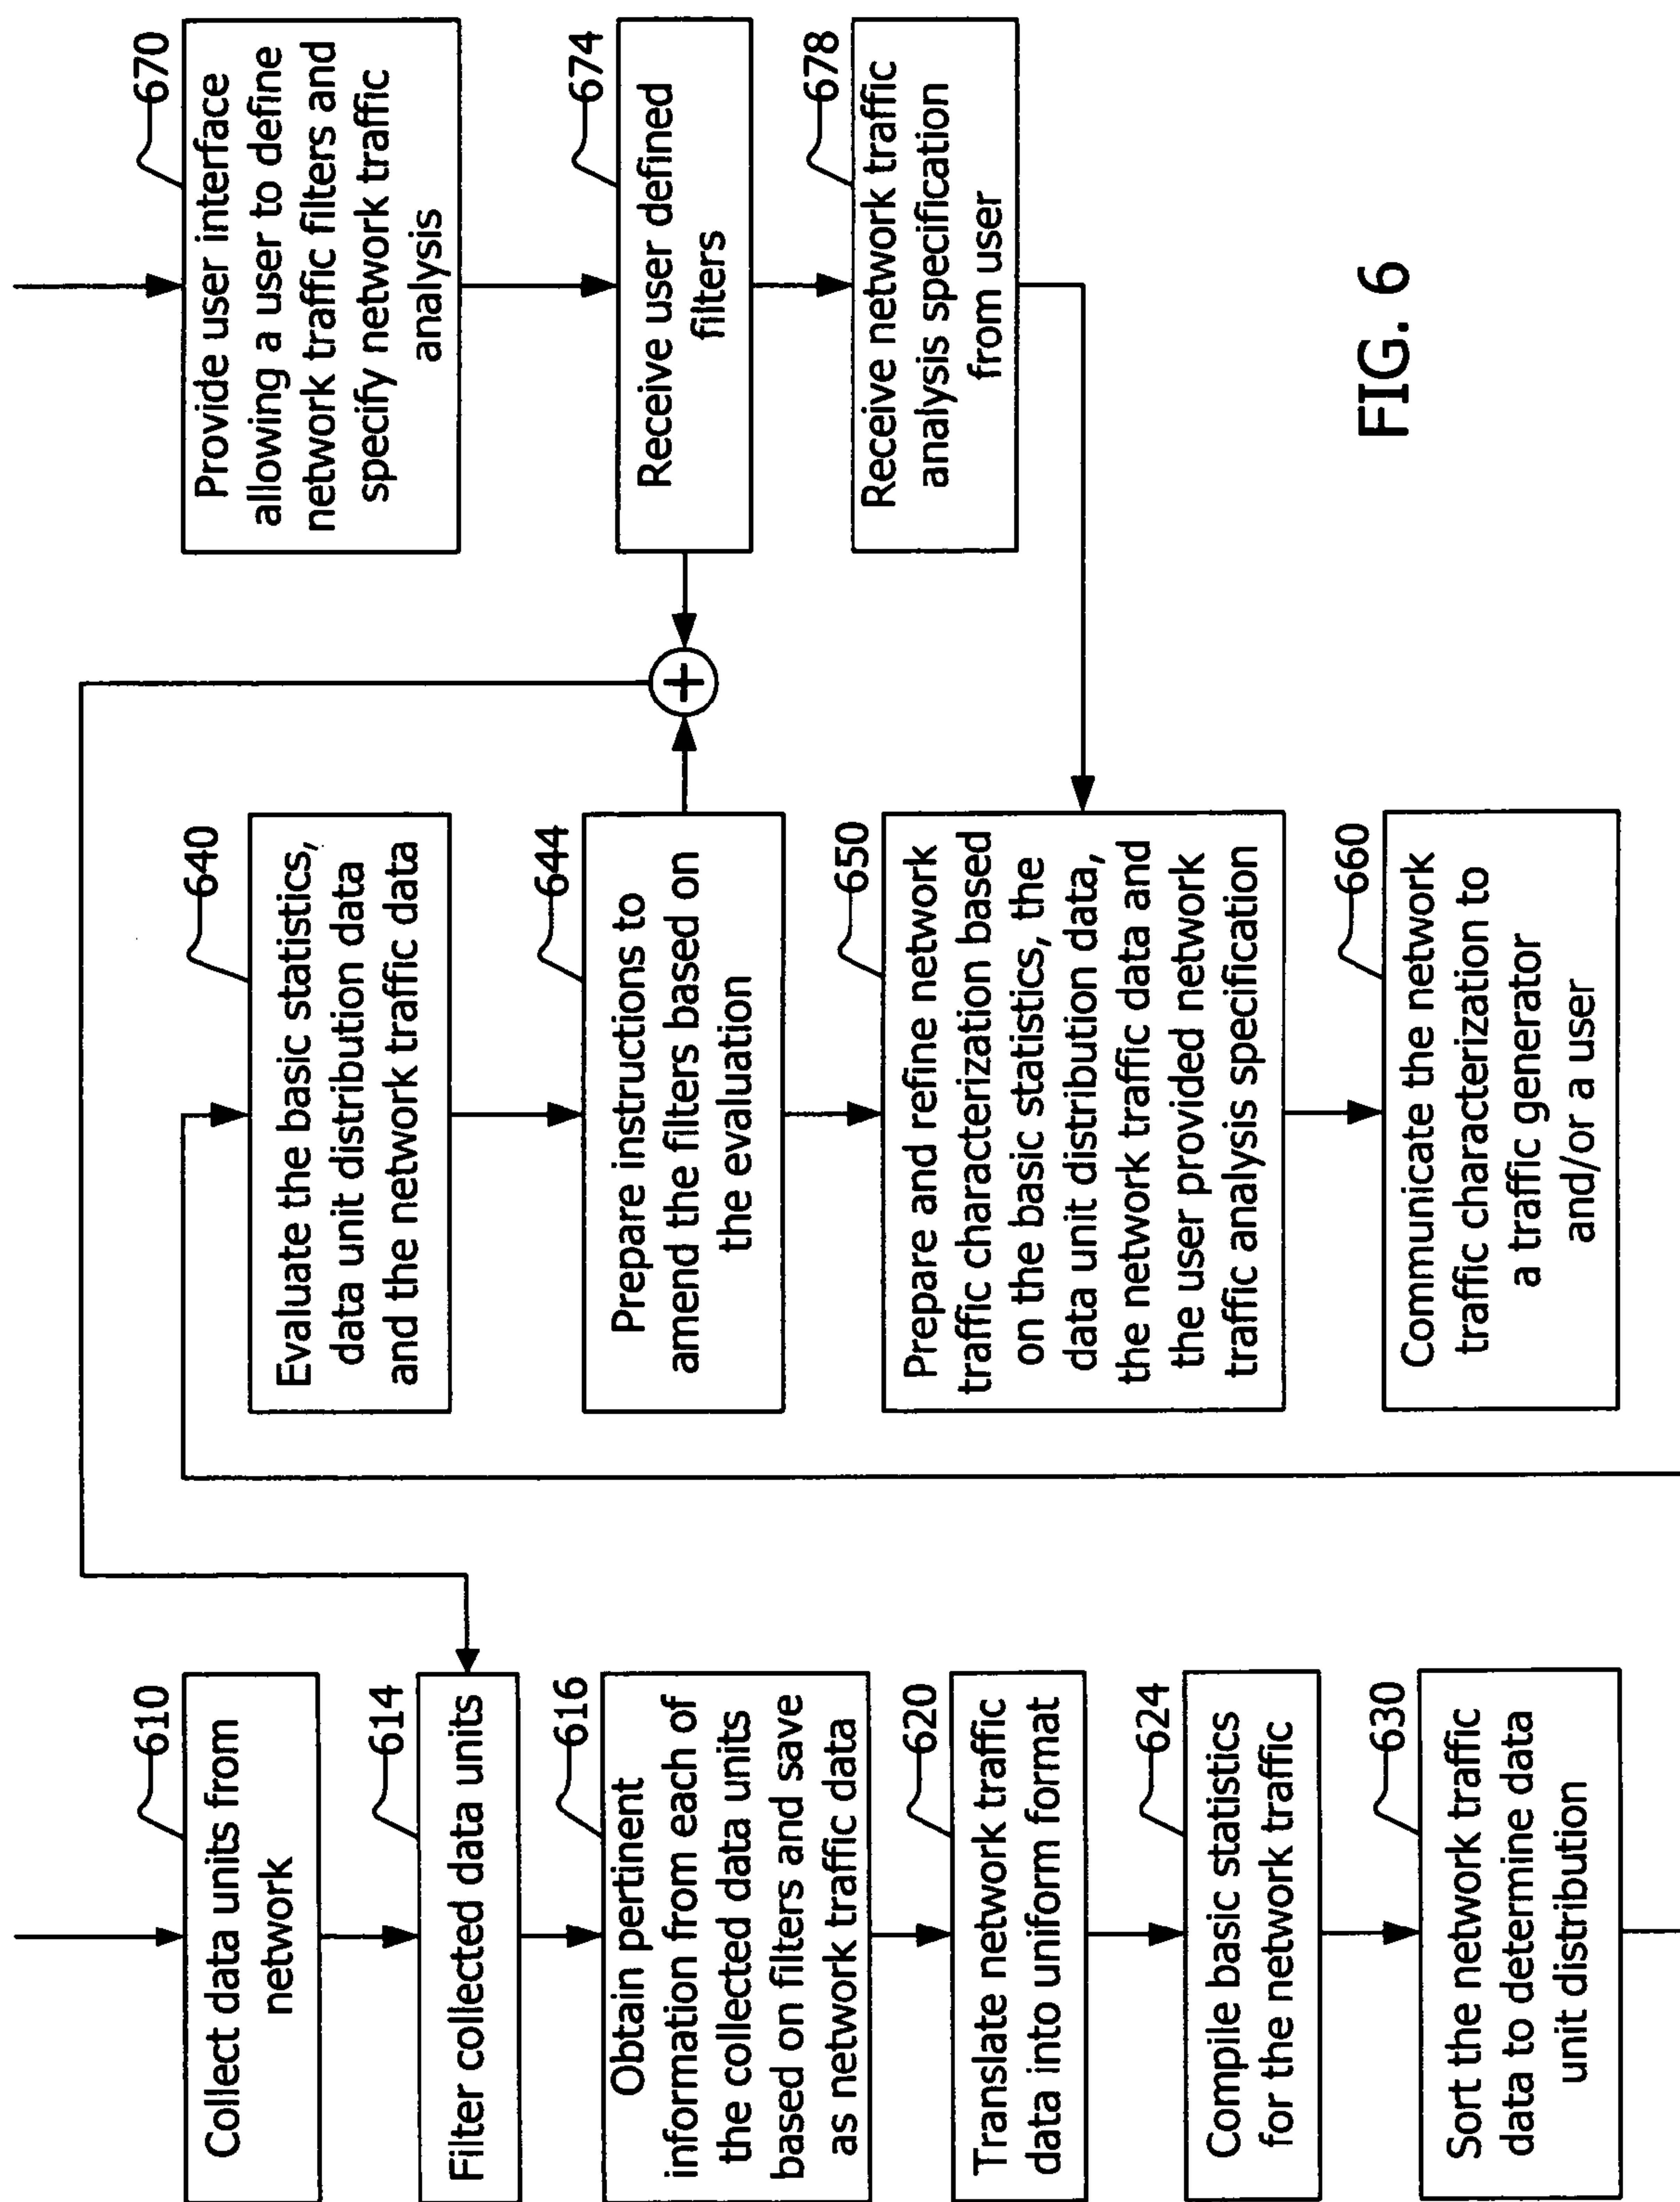 610
Collect data units from
network
614
Filter collected data units
616
Obtain pertinent
information from each of
the collected data units
based on filters and save
as network traffic data
620
Translate network traffic
data into uniform format
624
Compile basic statistics
for the network traffic
630
Sort the network traffic
data to determine data
unit distribution
640
Evaluate the basic statistics,
data unit distribution data
and the network traffic data
644
Prepare instructions to
amend the filters based on
the evaluation
+
650
Prepare and refine network
traffic characterization based
on the basic statistics, the
data unit distribution data,
the network traffic data and
the user provided network
traffic analysis specification
660
Communicate the network
traffic characterization to
a traffic generator
and/or a user
670
Provide user interface
allowing a user to define
network traffic filters and
specify network traffic
analysis
674
Receive user defined
filters
678
Receive network traffic
analysis specification
from user
FIG. 6